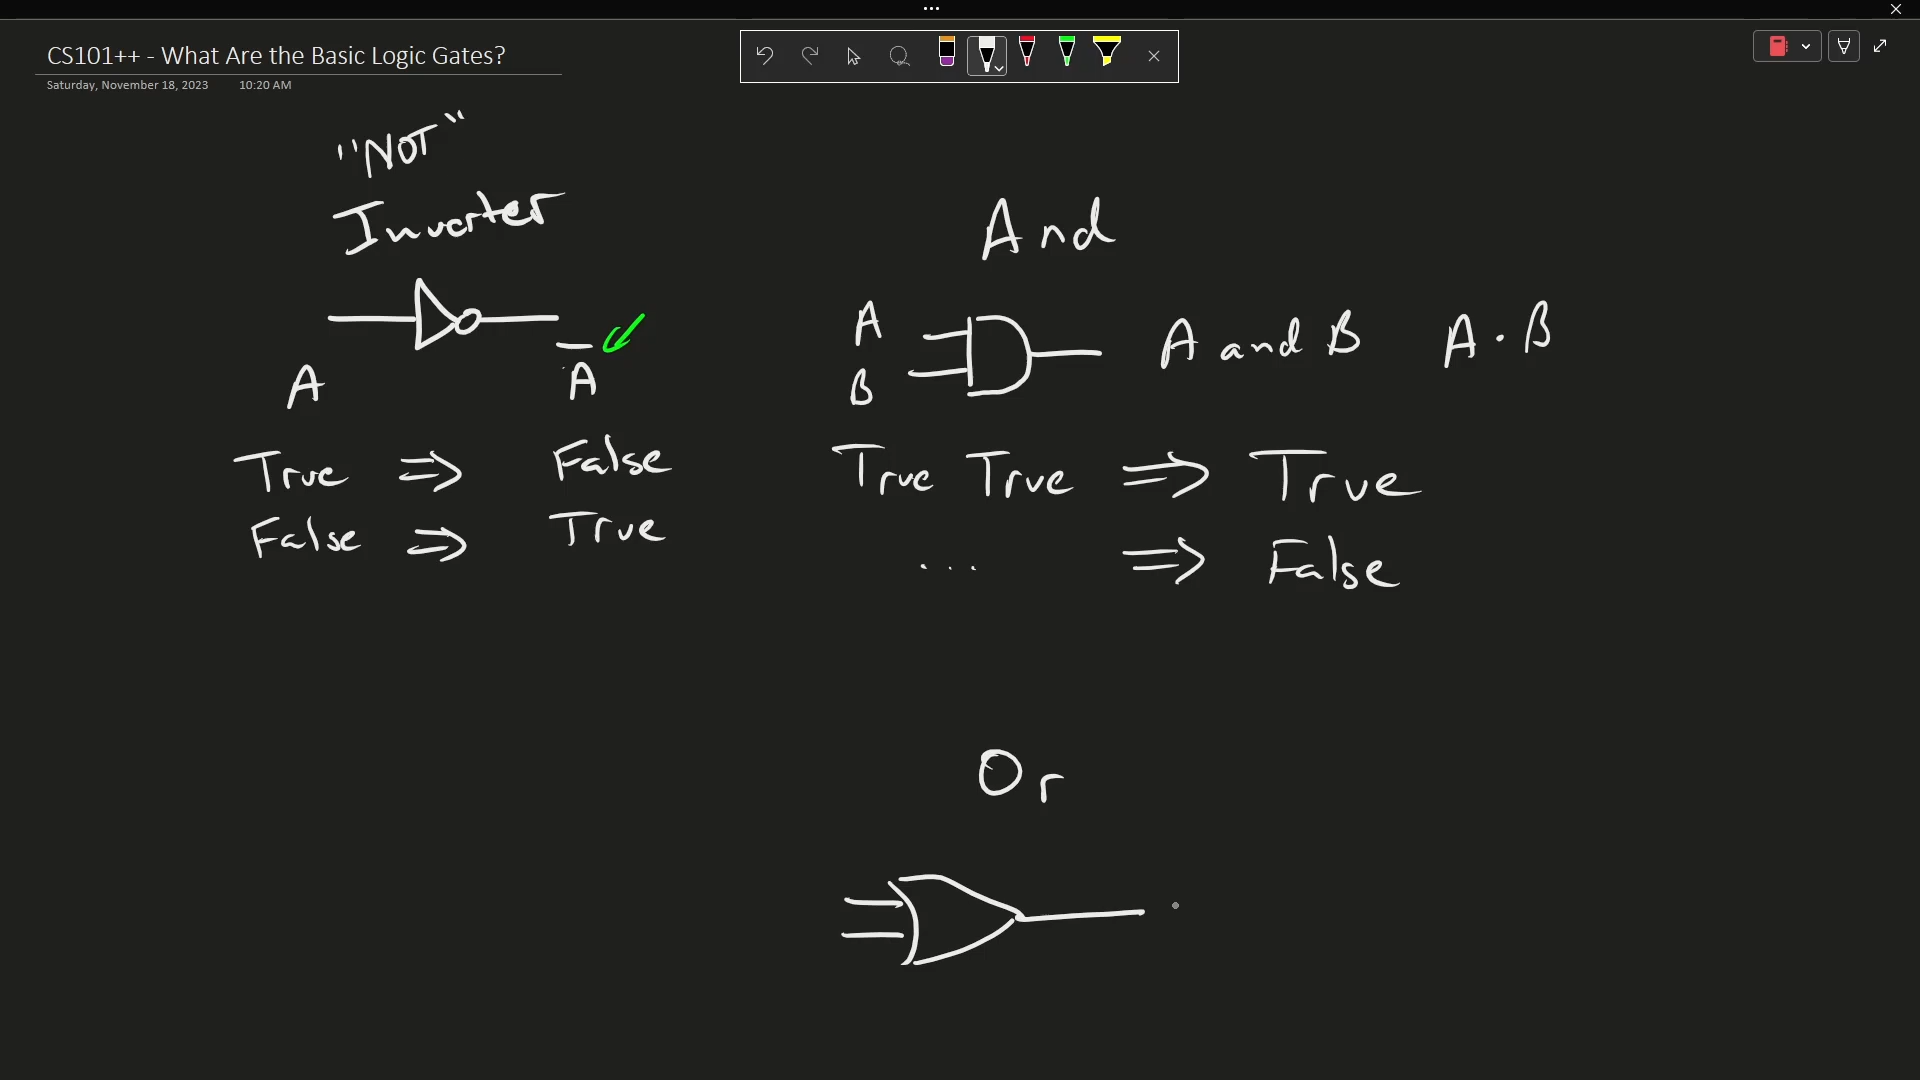 CS101++ - What Are the Basic Logic Gates?
Saturday, November 18, 2023 10:20 AM
"NOT"
Inverter
A A̅
True ⇒ False
False ⇒ True
And
A
B
A and B A · B
True True ⇒ True
... ⇒ False
Or